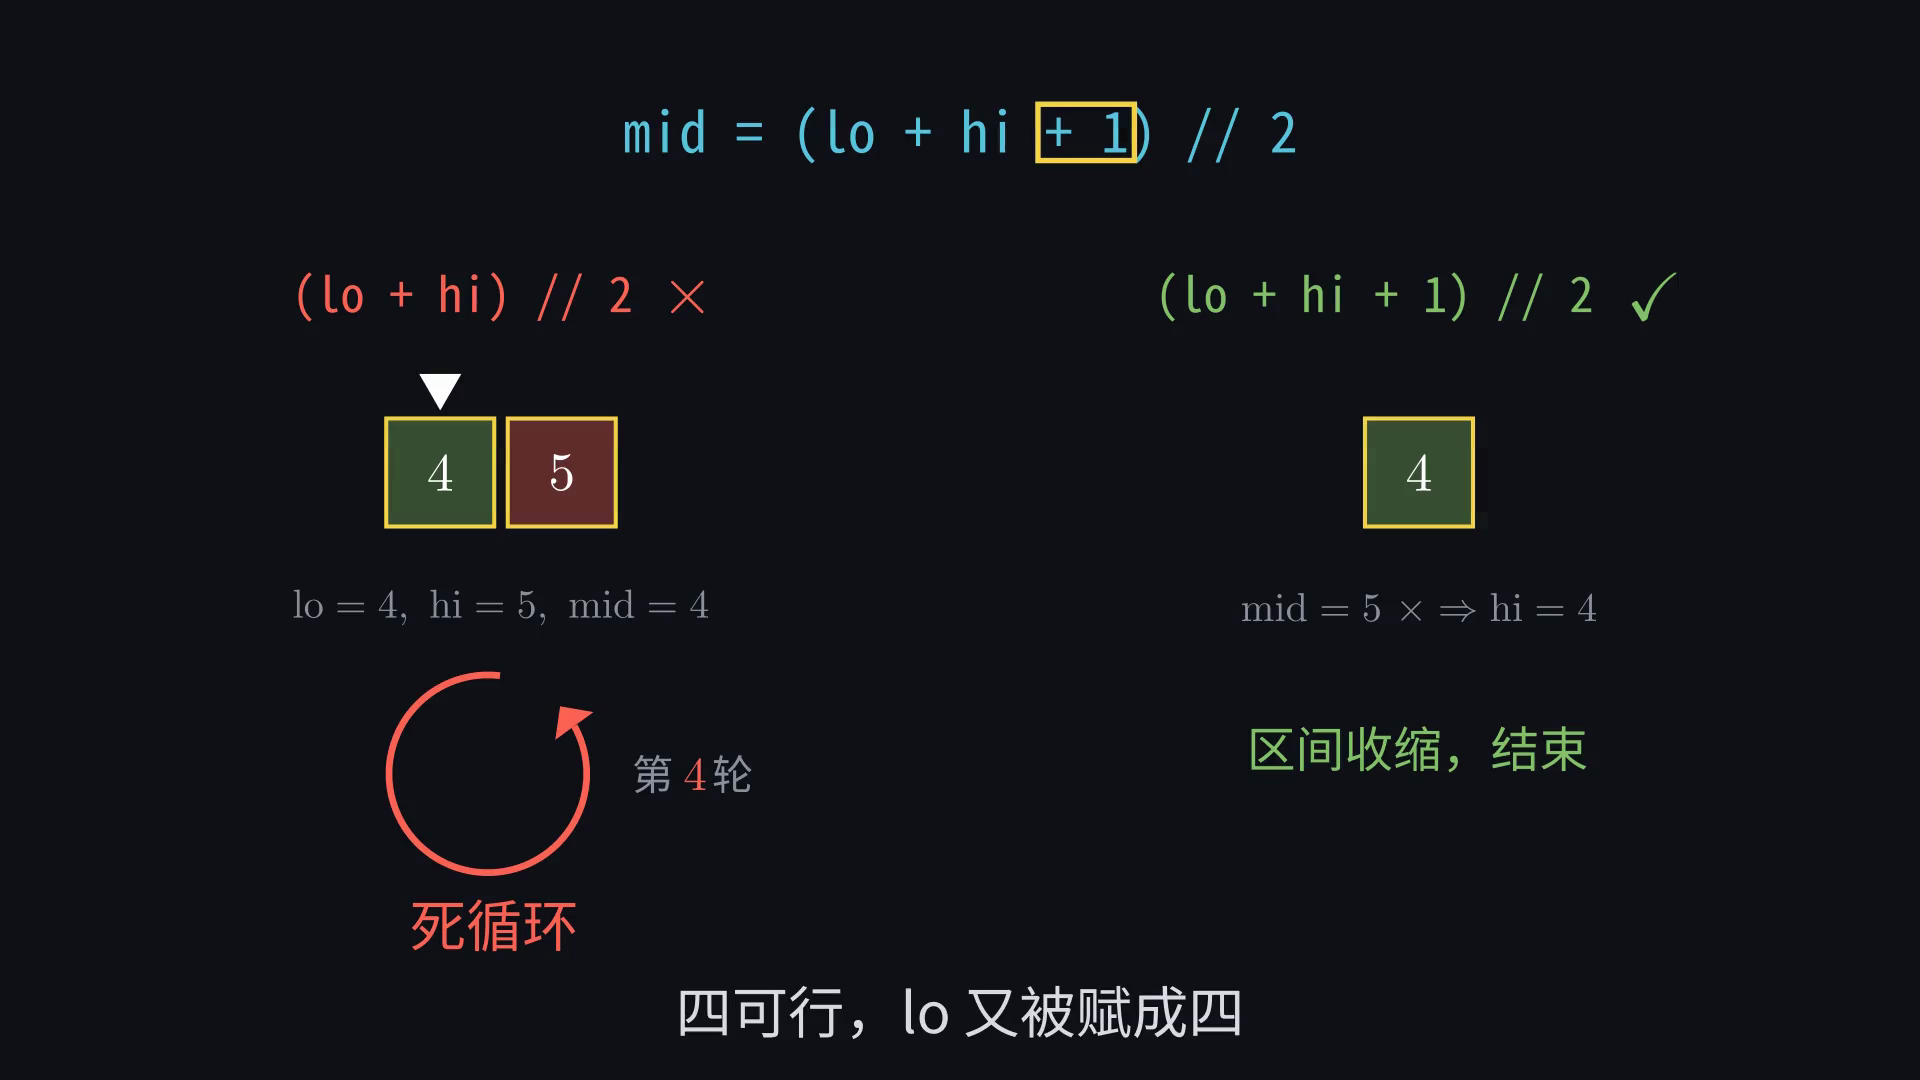 mid = (lo + hi + 1) // 2
(lo + hi) // 2 ×
(lo + hi + 1) // 2 ✓
4 5
4
lo = 4, hi = 5, mid = 4
mid = 5 × ⇒ hi = 4
第 4 轮
区间收缩，结束
死循环
四可行，lo 又被赋成四